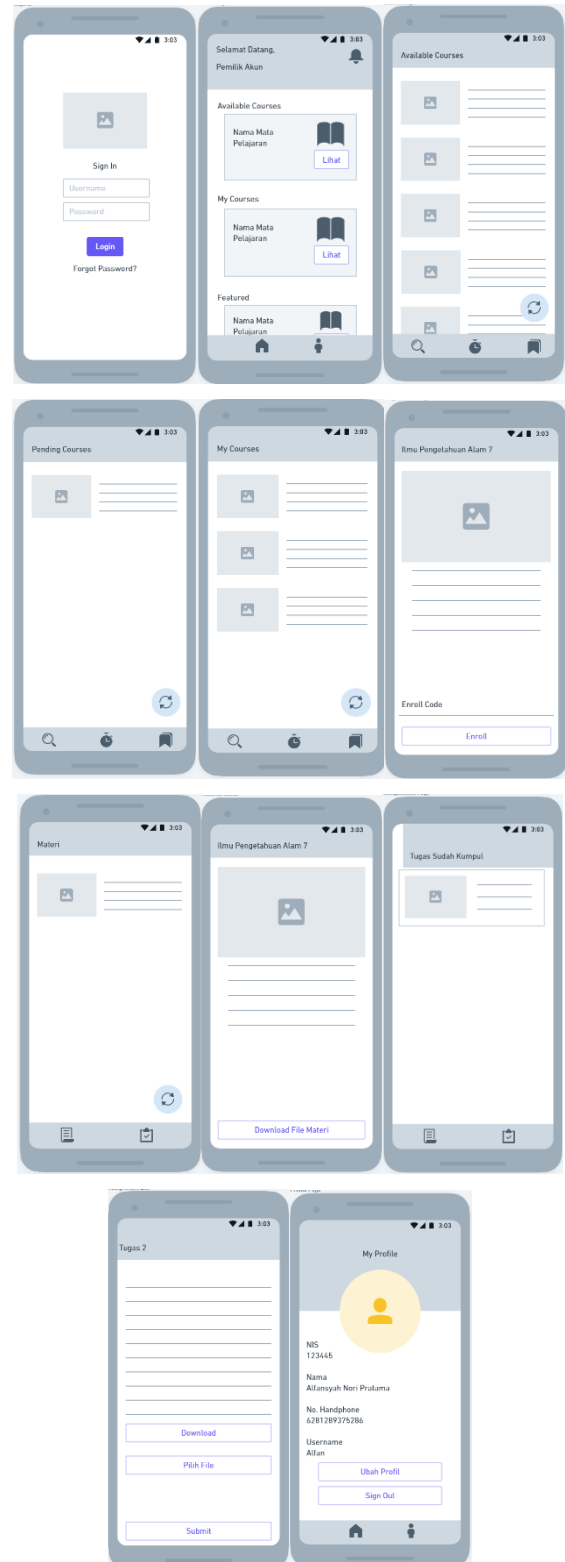 3:03
Sign In
Username
Password
Login
Forgot Password?
3:03
Selamat Datang,
Pemilik Akun
Available Courses
Nama Mata
Pelajaran
Lihat
My Courses
Nama Mata
Pelajaran
Lihat
Featured
Nama Mata
Pelajaran
3:03
Available Courses
3:03
Pending Courses
3:03
My Courses
3:03
Ilmu Pengetahuan Alam 7
Enroll Code
Enroll
3:03
Materi
3:03
Ilmu Pengetahuan Alam 7
Download File Materi
3:03
Tugas Sudah Kumpul
3:03
Tugas 2
Download
Pilih File
Submit
3:03
My Profile
NIS
123445
Nama
Alfansyah Nori Pratama
No. Handphone
6281289375286
Username
Alfan
Ubah Profil
Sign Out